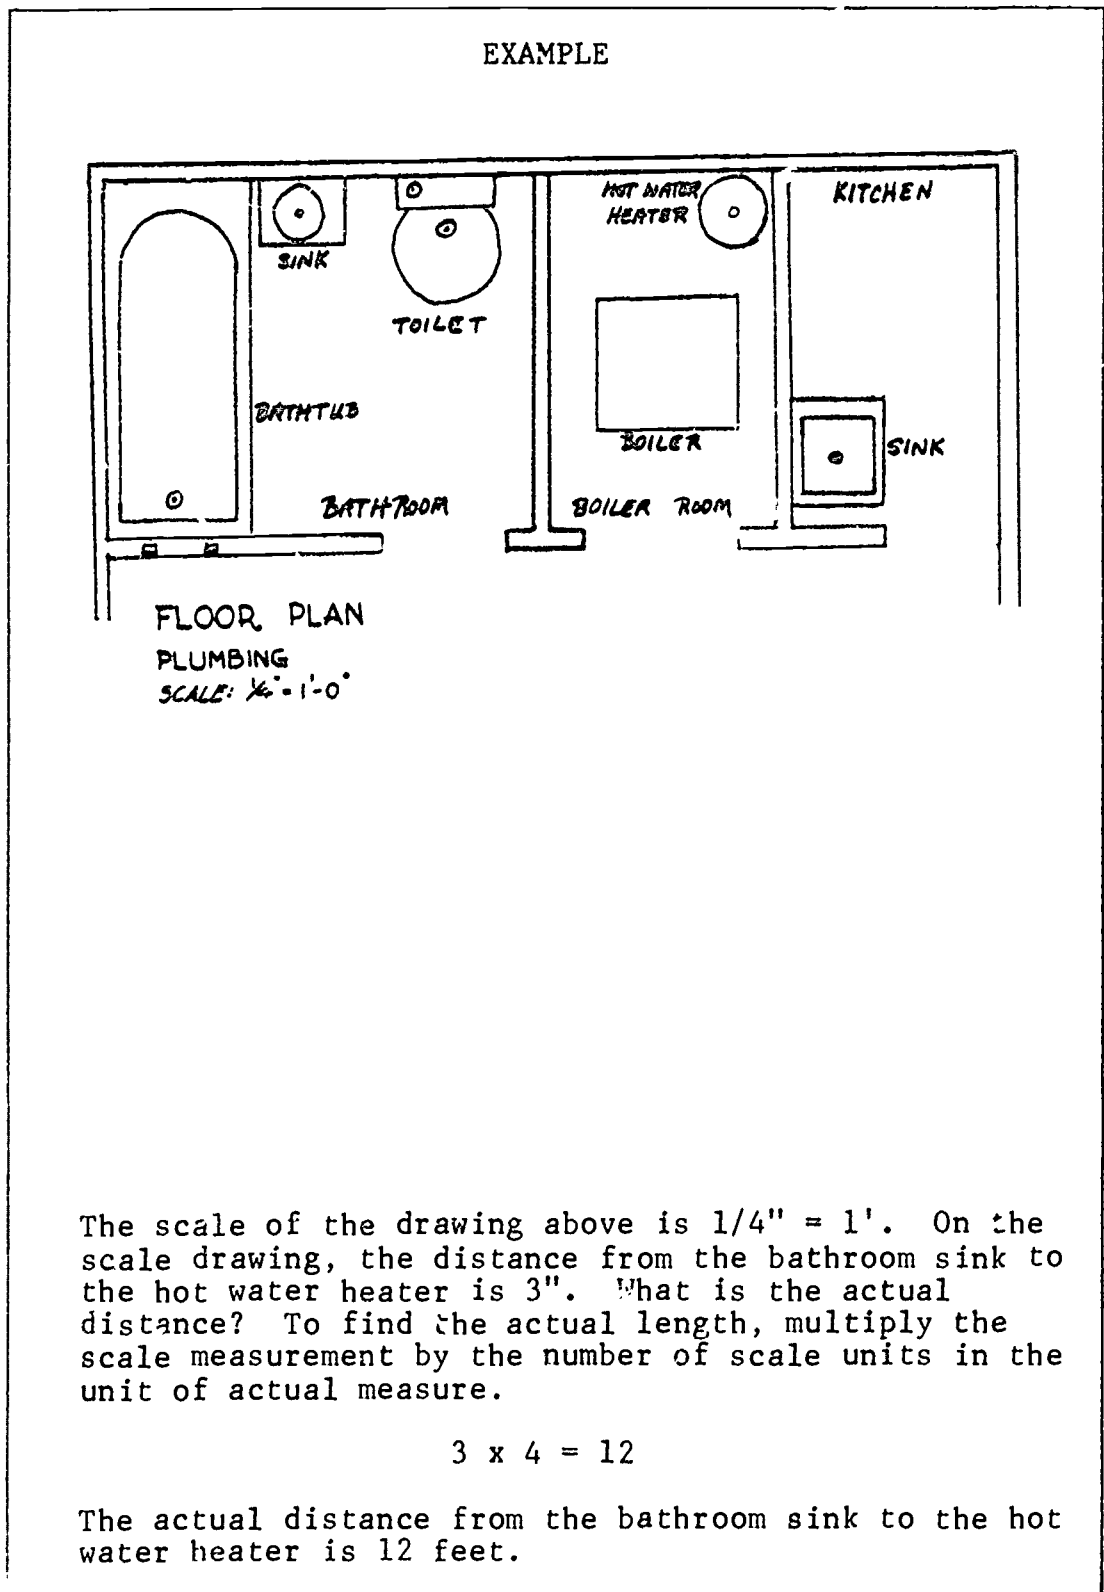 EXAMPLE
HOT WATER
HEATER
KITCHEN
SINK
TOILET
BATHTUB
BOILER
SINK
BATHROOM
BOILER ROOM
FLOOR PLAN
PLUMBING
SCALE: 1/4" = 1'-0"
The scale of the drawing above is 1/4" = 1'. On the
scale drawing, the distance from the bathroom sink to
the hot water heater is 3". What is the actual
distance? To find the actual length, multiply the
scale measurement by the number of scale units in the
unit of actual measure.
3 x 4 = 12
The actual distance from the bathroom sink to the hot
water heater is 12 feet.